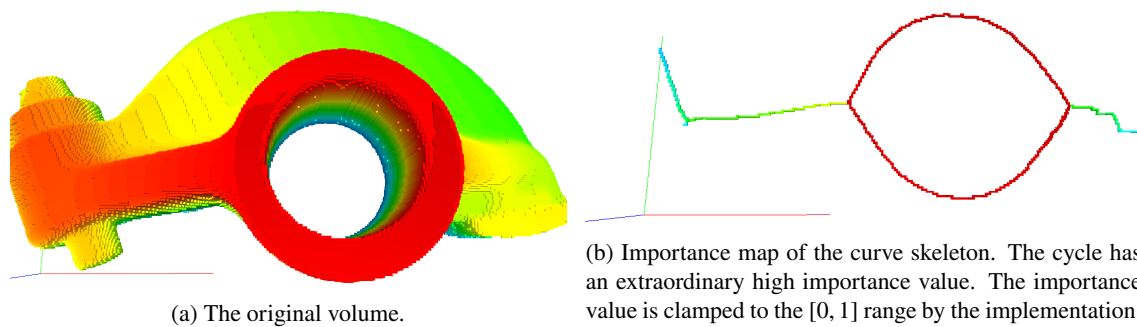 (a) The original volume.
(b) Importance map of the curve skeleton. The cycle has
an extraordinary high importance value. The importance
value is clamped to the [0, 1] range by the implementation